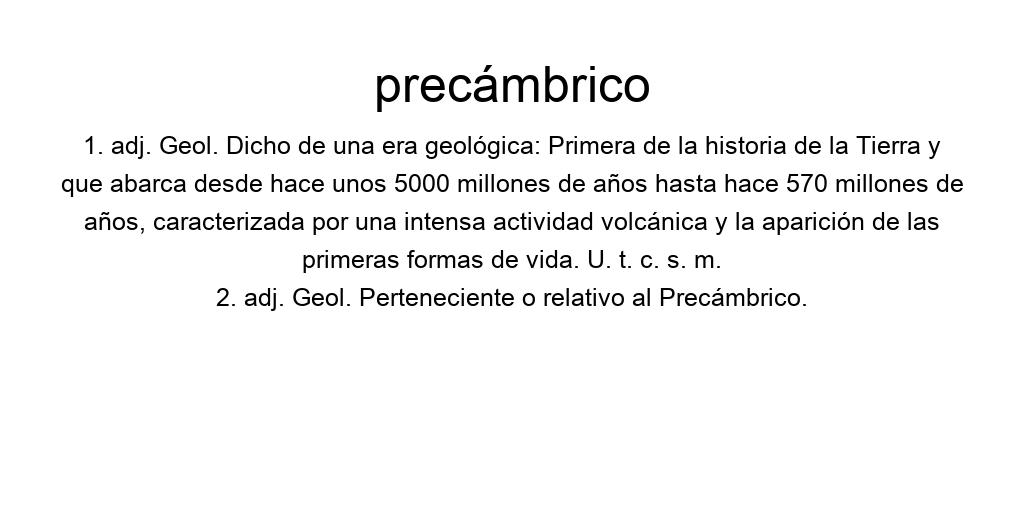 precámbrico
1. adj. Geol. Dicho de una era geológica: Primera de la historia de la Tierra y
que abarca desde hace unos 5000 millones de años hasta hace 570 millones de
años, caracterizada por una intensa actividad volcánica y la aparición de las
primeras formas de vida. U. t. c. s. m.
2. adj. Geol. Perteneciente o relativo al Precámbrico.